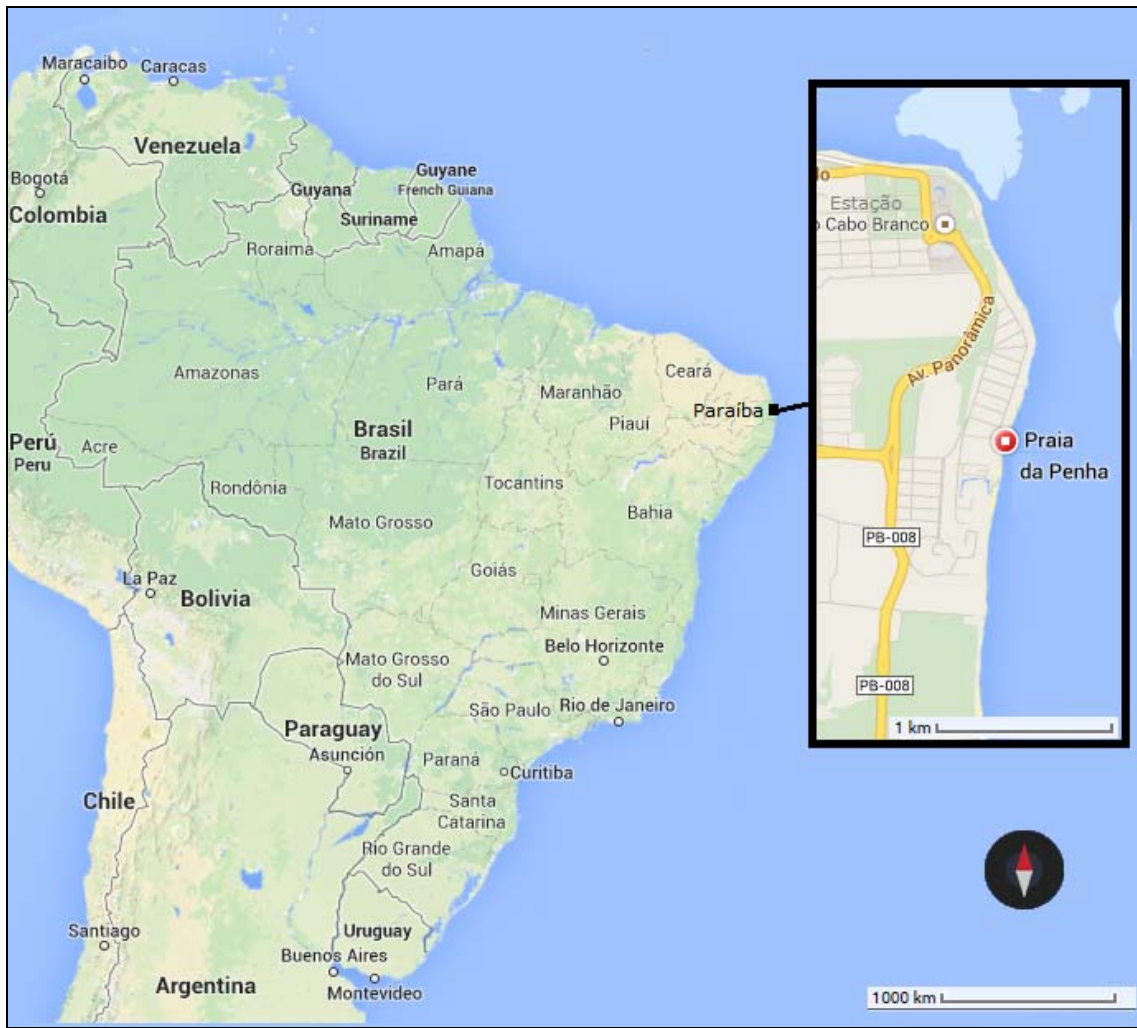 Maracaibo
Caracas
Venezuela
Bogotá
Colombia
Guyana
Guyane
French Guiana
Suriname
Roraima
Amapá
Amazonas
Pará
Maranhão
Ceará
Piauí
Paraíba
Perú
Peru
Acre
Brasil
Brazil
Rondônia
Tocantins
Mato Grosso
Bahia
La Paz
Bolivia
Goiás
Minas Gerais
Belo Horizonte
Mato Grosso
do Sul
São Paulo
Rio de Janeiro
Paraguay
Asunción
Paraná
Curitiba
Chile
Santa
Catarina
Rio Grande
do Sul
Santiago
Uruguay
Buenos Aires
Montevideo
Argentina
1000 km
lo
Estação
o Cabo Branco
Av. Panorâmica
Praia
da Penha
PB-008
PB-008
1 km